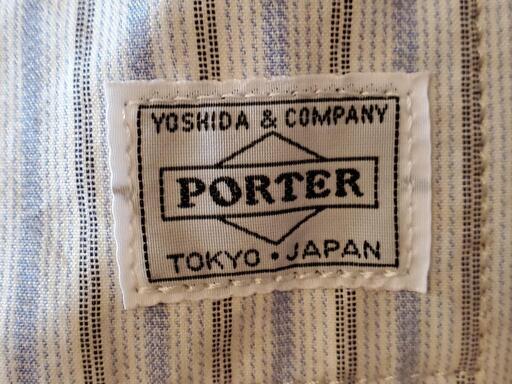 YOSHIDA & COMPANY
PORTER
TOKYO • JAPAN